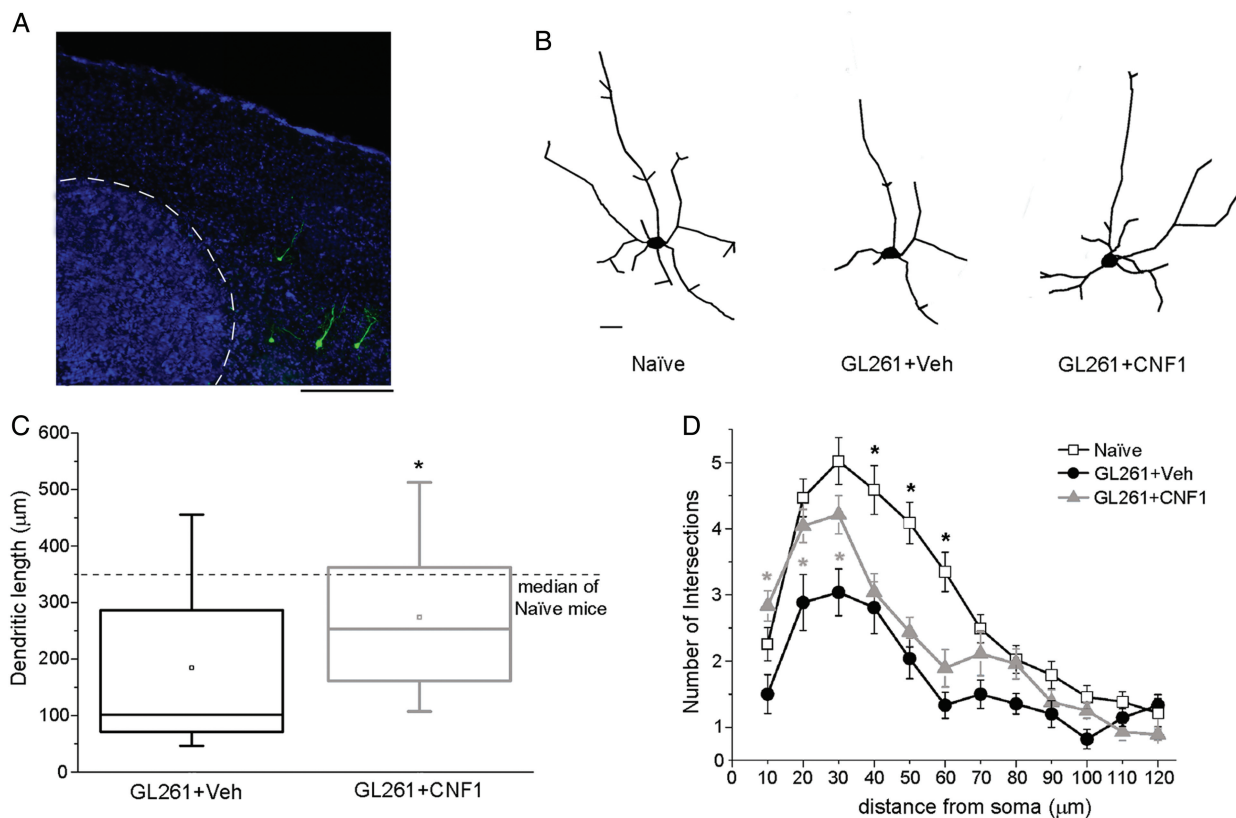 A
B
Naïve
GL261+Veh
GL261+CNF1
C
600
500
400
300
200
100
0
Dendritic length (μm)
*
median of
Naïve mice
GL261+Veh
GL261+CNF1
D
Naïve
GL261+Veh
GL261+CNF1
5
4
3
2
1
0
Number of Intersections
* * *
* * *
0 10 20 30 40 50 60 70 80 90 100 110 120
distance from soma (μm)